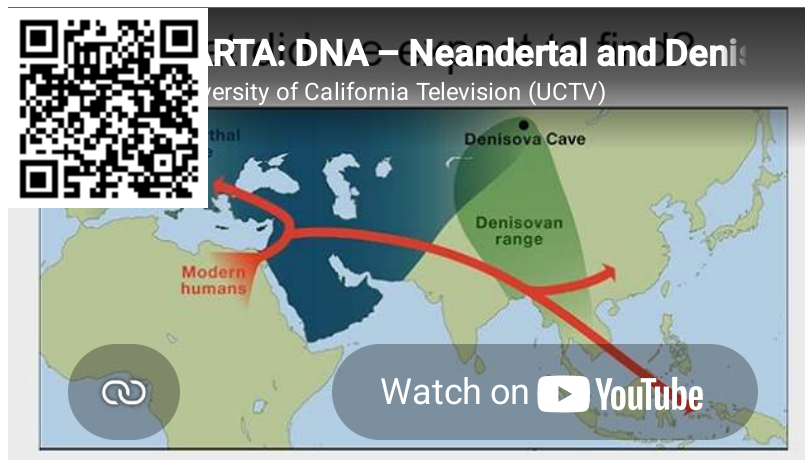 ARTA: DNA – Neandertal and Denis
versity of California Television (UCTV)
thal
Denisova Cave
Denisovan
range
Modern
humans
Watch on YouTube